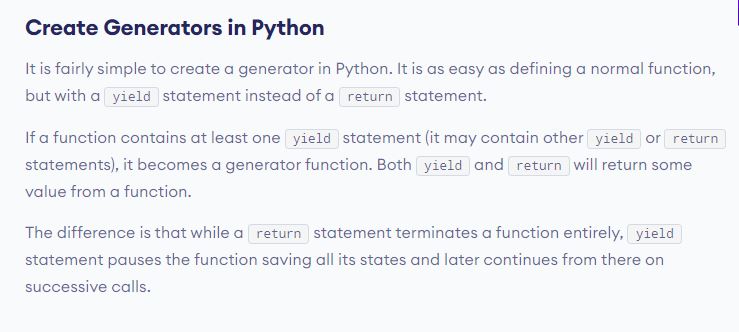 Create Generators in Python
It is fairly simple to create a generator in Python. It is as easy as defining a normal function,
but with a yield statement instead of a return statement.
If a function contains at least one yield statement (it may contain other yield or return
statements), it becomes a generator function. Both yield and return will return some
value from a function.
The difference is that while a return statement terminates a function entirely, yield
statement pauses the function saving all its states and later continues from there on
successive calls.